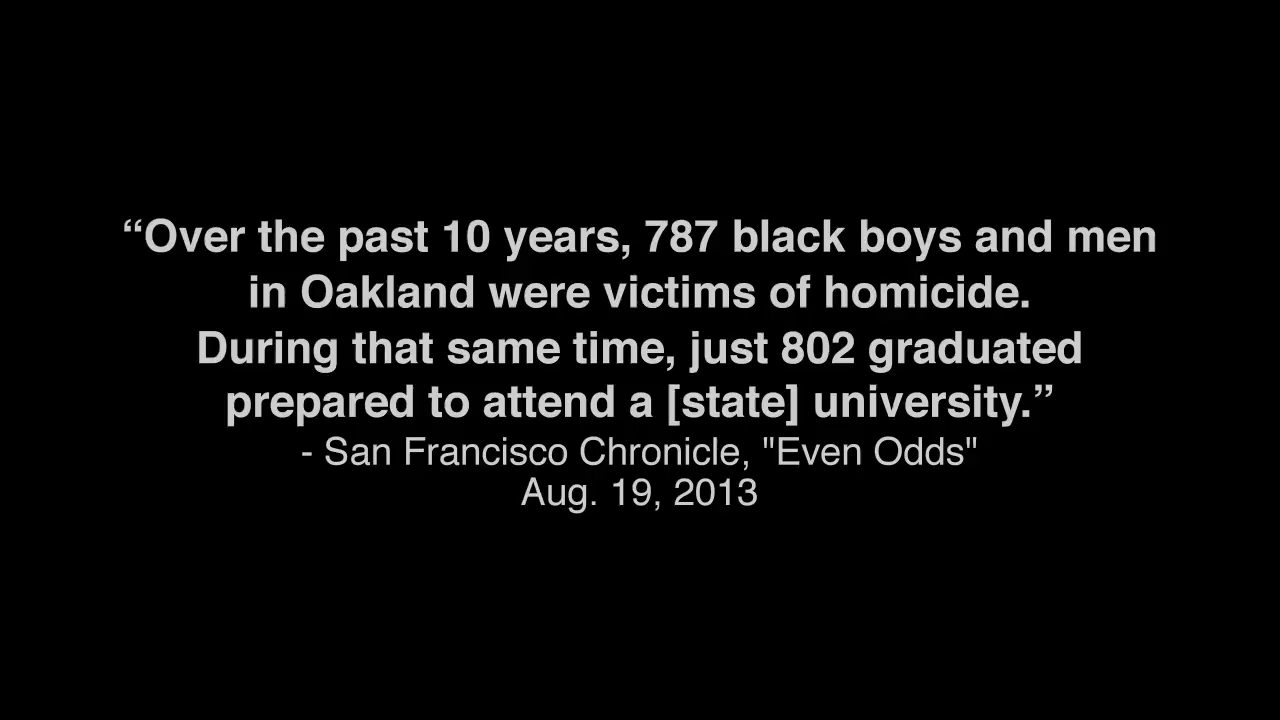 “Over the past 10 years, 787 black boys and men
in Oakland were victims of homicide.
During that same time, just 802 graduated
prepared to attend a [state] university.”
- San Francisco Chronicle, "Even Odds"
Aug. 19, 2013